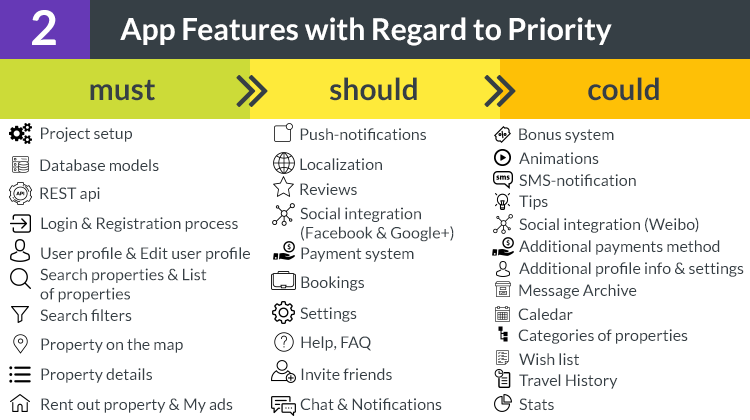 2
App Features with Regard to Priority
must
should
could
Project setup
Database models
API
REST api
Login & Registration process
User profile & Edit user profile
Search properties & List
of properties
Search filters
Property on the map
Property details
Rent out property & My ads
Push-notifications
Localization
Reviews
Social integration
(Facebook & Google+)
$
Payment system
Bookings
Settings
?
Help, FAQ
Invite friends
Chat & Notifications
Bonus system
Animations
sms
SMS-notification
Tips
Social integration (Weibo)
$
Additional payments method
Additional profile info & settings
Message Archive
Caledar
Categories of properties
Wish list
Travel History
Stats